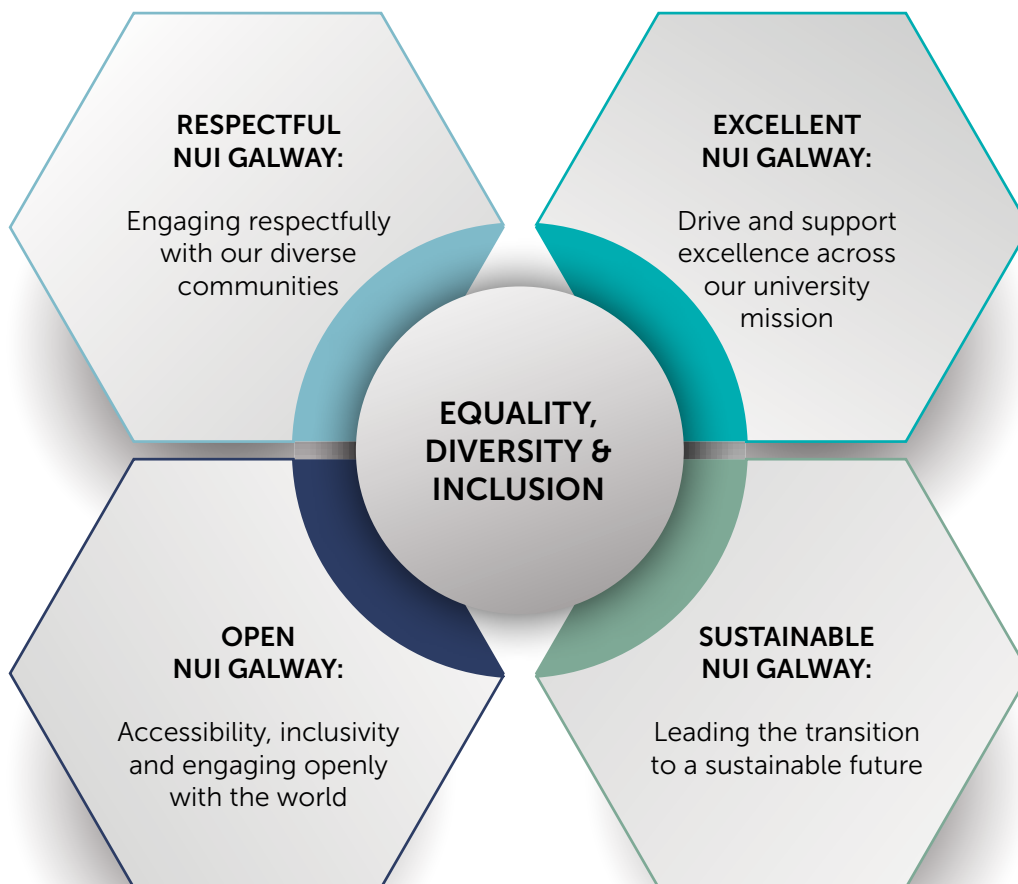 RESPECTFUL
NUI GALWAY:
Engaging respectfully
with our diverse
communities
EXCELLENT
NUI GALWAY:
Drive and support
excellence across
our university
mission
EQUALITY,
DIVERSITY &
INCLUSION
OPEN
NUI GALWAY:
Accessibility, inclusivity
and engaging openly
with the world
SUSTAINABLE
NUI GALWAY:
Leading the transition
to a sustainable future